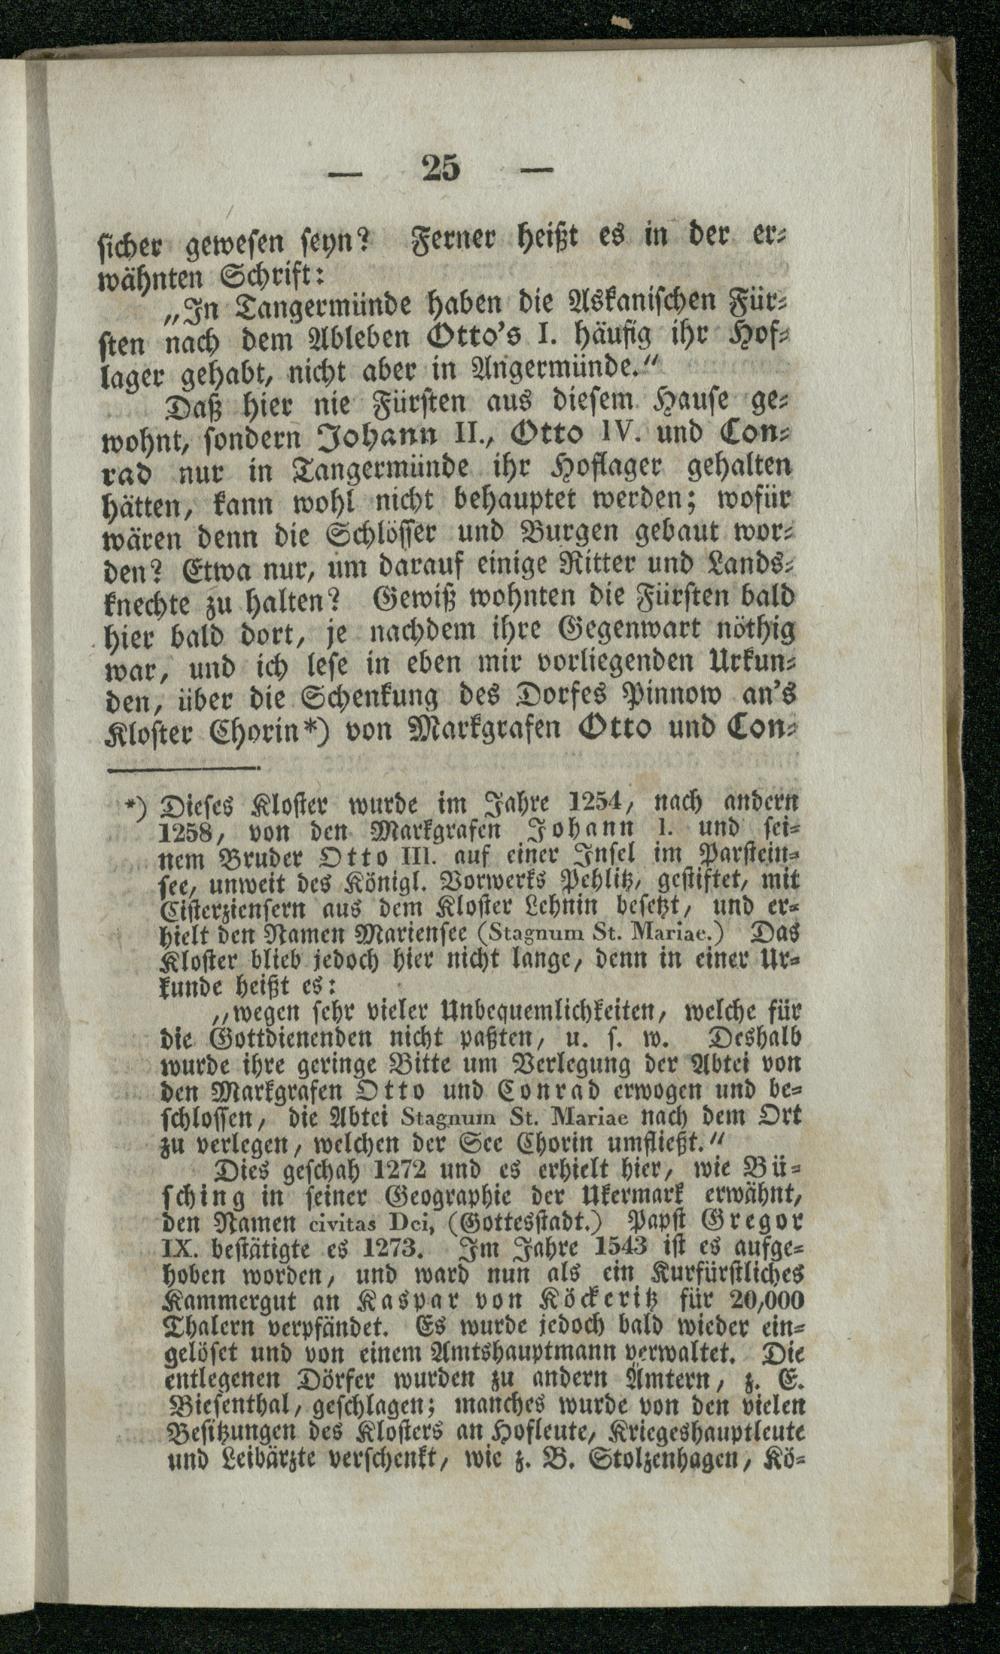 — 25 —
sicher gewesen seyn? Ferner heißt es in der er-
wähnten Schrift:
„In Tangermünde haben die Askanischen Für-
sten nach dem Ableben Otto's I. häufig ihr Hof-
lager gehabt, nicht aber in Angermünde.“
Daß hier nie Fürsten aus diesem Hause ge-
wohnt, sondern Johann II., Otto IV. und Con-
rad nur in Tangermünde ihr Hoflager gehalten
hätten, kann wohl nicht behauptet werden; wofür
wären denn die Schlösser und Burgen gebaut wor-
den? Etwa nur, um darauf einige Ritter und Lands-
knechte zu halten? Gewiß wohnten die Fürsten bald
hier bald dort, je nachdem ihre Gegenwart nöthig
war, und ich lese in eben mir vorliegenden Urkun-
den, über die Schenkung des Dorfes Pinnow an's
Kloster Chorin*) von Markgrafen Otto und Con-
*) Dieses Kloster wurde im Jahre 1254, nach andern
1258, von den Markgrafen Johann I. und sei-
nem Bruder Otto III. auf einer Insel im Parstein-
see, unweit des Königl. Vorwerks Pehlitz, gestiftet, mit
Cisterziensern aus dem Kloster Lehnin besetzt, und er-
hielt den Namen Mariensee (Stagnum St. Mariae.) Das
Kloster blieb jedoch hier nicht lange, denn in einer Ur-
kunde heißt es:
„wegen sehr vieler Unbequemlichkeiten, welche für
die Gottdienenden nicht paßten, u. s. w. Deshalb
wurde ihre geringe Bitte um Verlegung der Abtei von
den Markgrafen Otto und Conrad erwogen und be-
schlossen, die Abtei Stagnum St. Mariae nach dem Ort
zu verlegen, welchen der See Chorin umfließt.“
Dies geschah 1272 und es erhielt hier, wie Bü-
sching in seiner Geographie der Ukermark erwähnt,
den Namen civitas Dei, (Gottesstadt.) Papst Gregor
IX. bestätigte es 1273. Im Jahre 1543 ist es aufge-
hoben worden, und ward nun als ein Kurfürstliches
Kammergut an Kaspar von Köckeritz für 20,000
Thalern verpfändet. Es wurde jedoch bald wieder ein-
gelöset und von einem Amtshauptmann verwaltet. Die
entlegenen Dörfer wurden zu andern Ämtern, z. E.
Biesenthal, geschlagen; manches wurde von den vielen
Besitzungen des Klosters an Hofleute, Kriegeshauptleute
und Leibärzte verschenkt, wie z. B. Stolzenhagen, Kö-